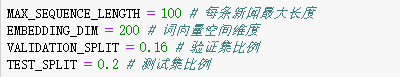 MAX_SEQUENCE_LENGTH = 100 # 每条新闻最大长度
EMBEDDING_DIM = 200 # 词向量空间维度
VALIDATION_SPLIT = 0.16 # 验证集比例
TEST_SPLIT = 0.2 # 测试集比例